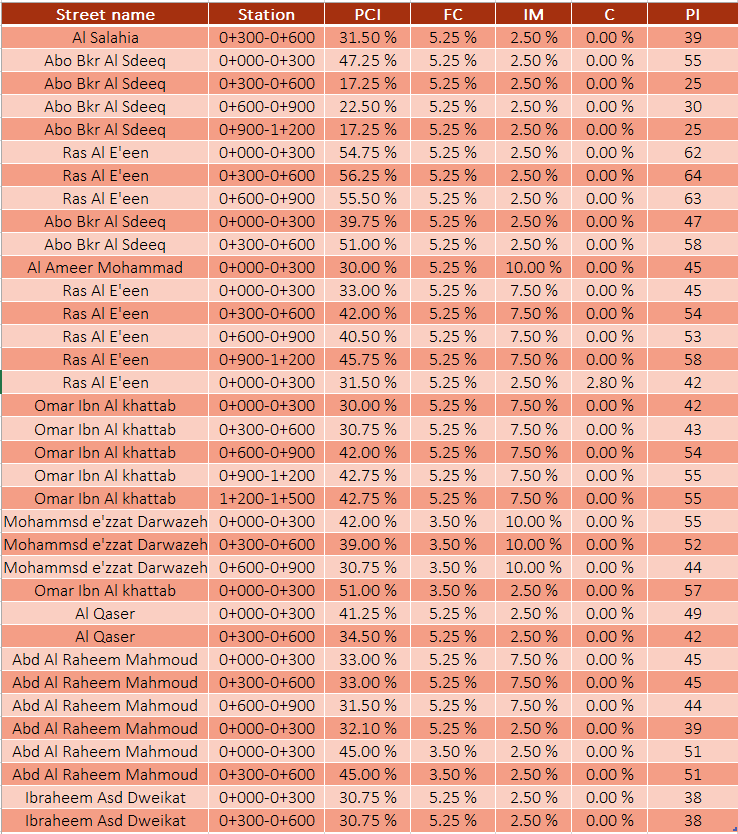 Street name Station PCI FC IM C PI
Al Salahia 0+300-0+600 31.50 % 5.25 % 2.50 % 0.00 % 39
Abo Bkr Al Sdeeq 0+000-0+300 47.25 % 5.25 % 2.50 % 0.00 % 55
Abo Bkr Al Sdeeq 0+300-0+600 17.25 % 5.25 % 2.50 % 0.00 % 25
Abo Bkr Al Sdeeq 0+600-0+900 22.50 % 5.25 % 2.50 % 0.00 % 30
Abo Bkr Al Sdeeq 0+900-1+200 17.25 % 5.25 % 2.50 % 0.00 % 25
Ras Al E'een 0+000-0+300 54.75 % 5.25 % 2.50 % 0.00 % 62
Ras Al E'een 0+300-0+600 56.25 % 5.25 % 2.50 % 0.00 % 64
Ras Al E'een 0+600-0+900 55.50 % 5.25 % 2.50 % 0.00 % 63
Abo Bkr Al Sdeeq 0+000-0+300 39.75 % 5.25 % 2.50 % 0.00 % 47
Abo Bkr Al Sdeeq 0+300-0+600 51.00 % 5.25 % 2.50 % 0.00 % 58
Al Ameer Mohammad 0+000-0+300 30.00 % 5.25 % 10.00 % 0.00 % 45
Ras Al E'een 0+000-0+300 33.00 % 5.25 % 7.50 % 0.00 % 45
Ras Al E'een 0+300-0+600 42.00 % 5.25 % 7.50 % 0.00 % 54
Ras Al E'een 0+600-0+900 40.50 % 5.25 % 7.50 % 0.00 % 53
Ras Al E'een 0+900-1+200 45.75 % 5.25 % 7.50 % 0.00 % 58
Ras Al E'een 0+000-0+300 31.50 % 5.25 % 2.50 % 2.80 % 42
Omar Ibn Al khattab 0+000-0+300 30.00 % 5.25 % 7.50 % 0.00 % 42
Omar Ibn Al khattab 0+300-0+600 30.75 % 5.25 % 7.50 % 0.00 % 43
Omar Ibn Al khattab 0+600-0+900 42.00 % 5.25 % 7.50 % 0.00 % 54
Omar Ibn Al khattab 0+900-1+200 42.75 % 5.25 % 7.50 % 0.00 % 55
Omar Ibn Al khattab 1+200-1+500 42.75 % 5.25 % 7.50 % 0.00 % 55
Mohammsd e'zzat Darwazeh 0+000-0+300 42.00 % 3.50 % 10.00 % 0.00 % 55
Mohammsd e'zzat Darwazeh 0+300-0+600 39.00 % 3.50 % 10.00 % 0.00 % 52
Mohammsd e'zzat Darwazeh 0+600-0+900 30.75 % 3.50 % 10.00 % 0.00 % 44
Omar Ibn Al khattab 0+000-0+300 51.00 % 3.50 % 2.50 % 0.00 % 57
Al Qaser 0+000-0+300 41.25 % 5.25 % 2.50 % 0.00 % 49
Al Qaser 0+300-0+600 34.50 % 5.25 % 2.50 % 0.00 % 42
Abd Al Raheem Mahmoud 0+000-0+300 33.00 % 5.25 % 7.50 % 0.00 % 45
Abd Al Raheem Mahmoud 0+300-0+600 33.00 % 5.25 % 7.50 % 0.00 % 45
Abd Al Raheem Mahmoud 0+600-0+900 31.50 % 5.25 % 7.50 % 0.00 % 44
Abd Al Raheem Mahmoud 0+000-0+300 32.10 % 5.25 % 2.50 % 0.00 % 39
Abd Al Raheem Mahmoud 0+000-0+300 45.00 % 3.50 % 2.50 % 0.00 % 51
Abd Al Raheem Mahmoud 0+300-0+600 45.00 % 3.50 % 2.50 % 0.00 % 51
Ibraheem Asd Dweikat 0+000-0+300 30.75 % 5.25 % 2.50 % 0.00 % 38
Ibraheem Asd Dweikat 0+300-0+600 30.75 % 5.25 % 2.50 % 0.00 % 38